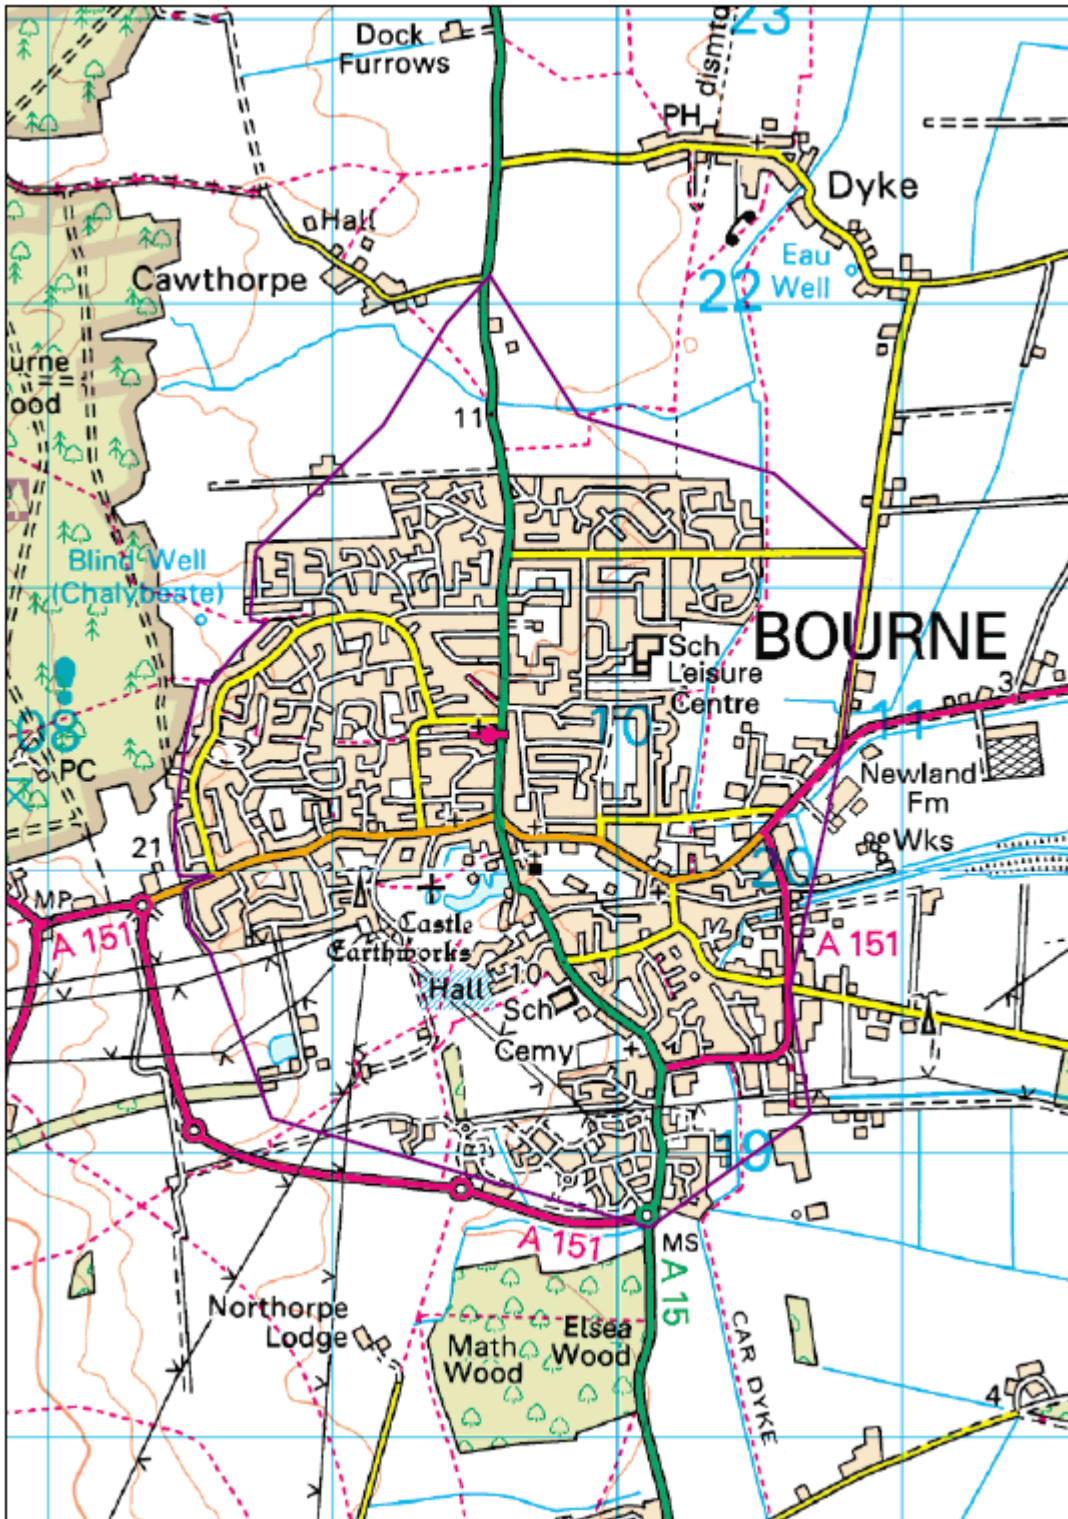 Dock
Furrows
23
dismtd
PH
Dyke
Hall
Cawthorpe
Eau
Well
22
urne
ood
11
Blind Well
(Chalybeate)
BOURNE
Sch
Leisure
Centre
10
11
3
08
PC
Newland
Fm
Wks
21
20
MP
A 151
Castle
Earthworks
A 151
Hall
10
Sch
Cemy
19
A 151
MS
A 15
Northorpe
Lodge
Math
Wood
Elsea
Wood
CAR DYKE
4